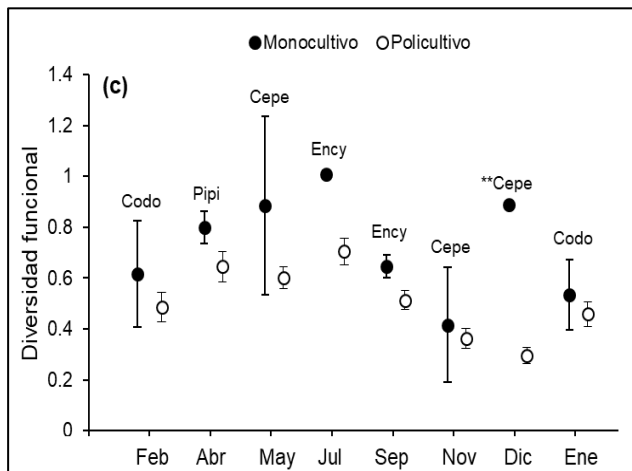 Monocultivo Policultivo
(c)
Diversidad funcional
1.4
1.2
1
0.8
0.6
0.4
0.2
0
Codo
Pipi
Cepe
Ency
Ency
Cepe
**Cepe
Codo
Feb Abr May Jul Sep Nov Dic Ene